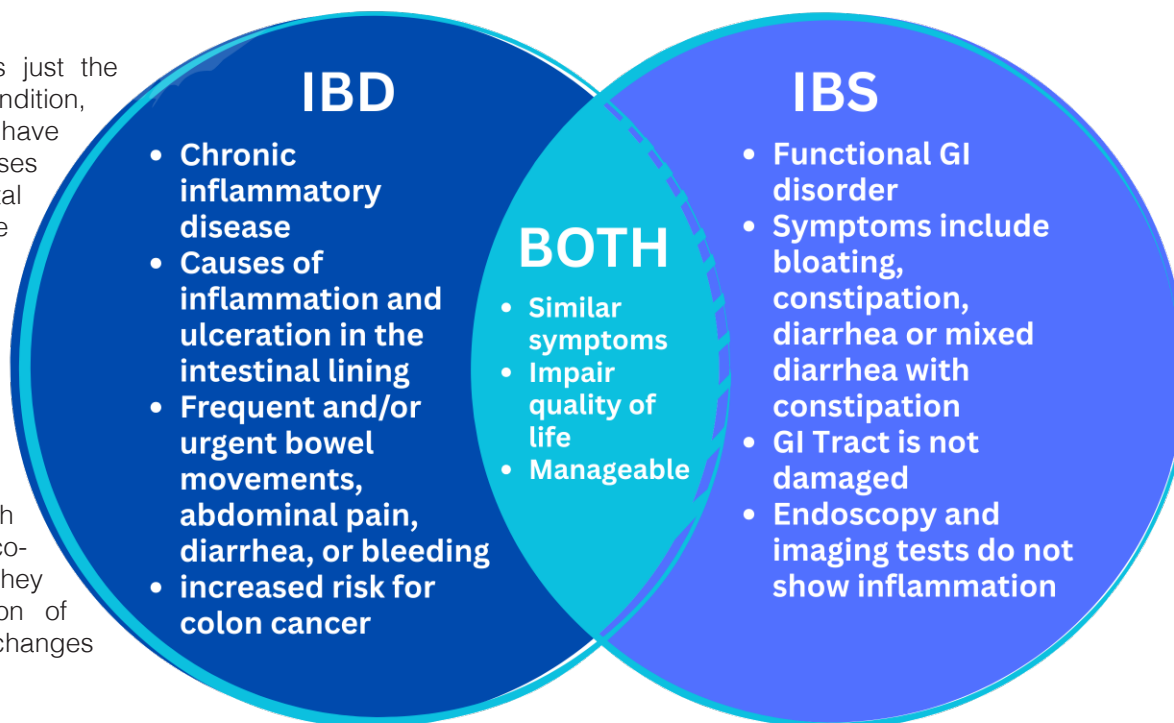 s just the
ndition,
have
ses
tal
e
h
co-
hey
on of
changes
IBD
• Chronic
inflammatory
disease
• Causes of
inflammation and
ulceration in the
intestinal lining
• Frequent and/or
urgent bowel
movements,
abdominal pain,
diarrhea, or bleeding
• increased risk for
colon cancer
BOTH
• Similar
symptoms
• Impair
quality of
life
• Manageable
IBS
• Functional GI
disorder
• Symptoms include
bloating,
constipation,
diarrhea or mixed
diarrhea with
constipation
• GI Tract is not
damaged
• Endoscopy and
imaging tests do not
show inflammation